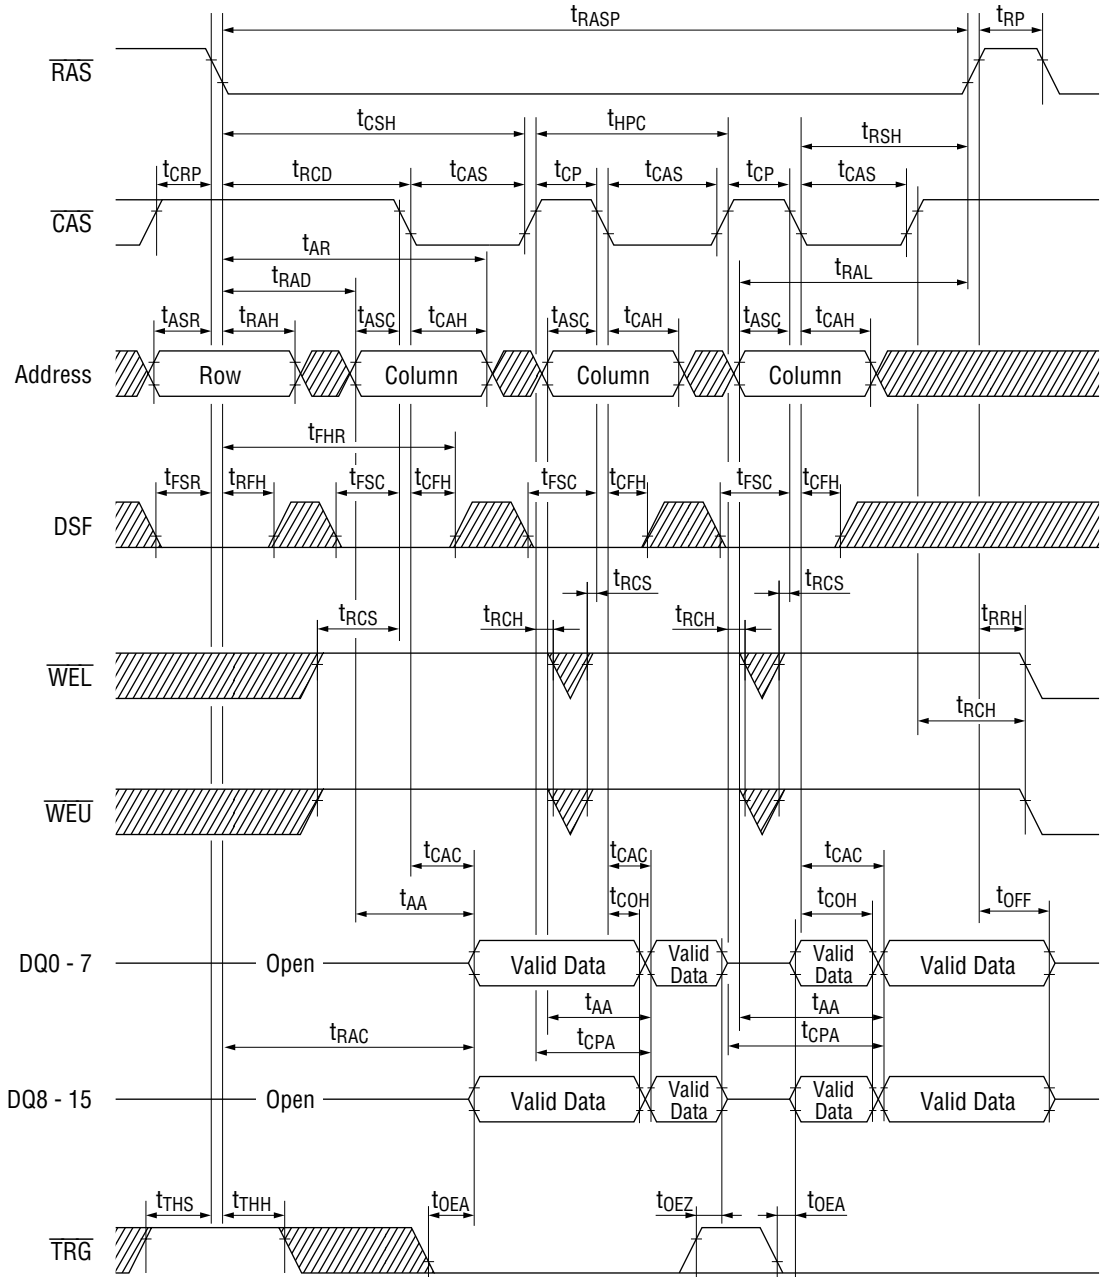 tRASP tRP
RAS
tCSH tHPC tRSH
tCRP tRCD tCAS tCP tCAS tCP tCAS
CAS
tAR
tRAD tRAL
tASR tRAH tASC tCAH tASC tCAH tASC tCAH
Address Row Column Column Column
tFHR
tFSR tRFH tFSC tCFH tFSC tCFH tFSC tCFH
DSF
tRCS tRCS
tRCS tRCH tRCH tRRH
WEL
tRCH
WEU
tCAC tCAC tCAC
tAA tCOH tCOH tOFF
DQ0 - 7 Open Valid Data Valid Data Valid Data Valid Data
tAA tAA
tRAC tCPA tCPA
DQ8 - 15 Open Valid Data Valid Data Valid Data Valid Data
tTHS tTHH tOEA tOEZ tOEA
TRG